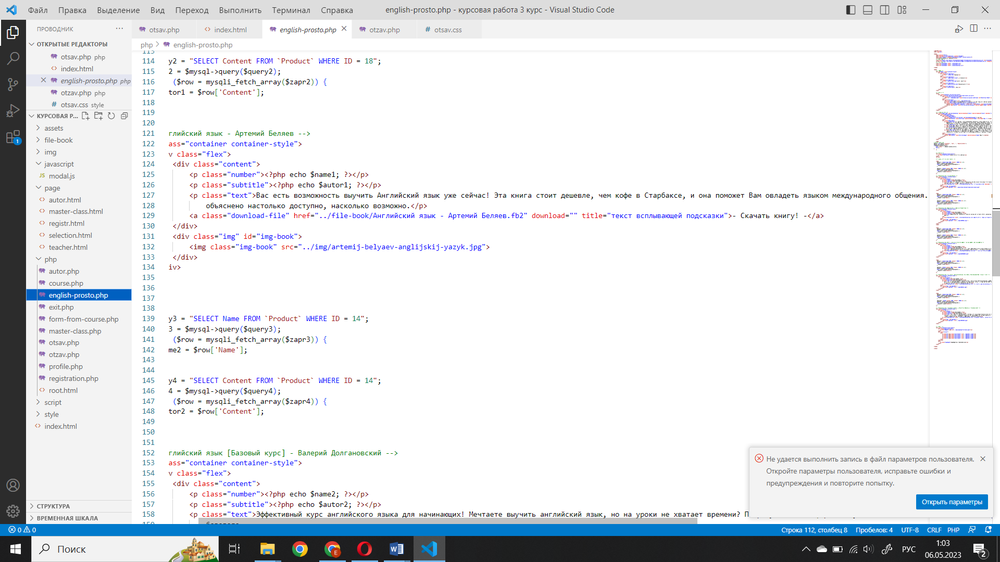 Файл Правка Выделение Вид Переход Выполнить Терминал Справка
english-prosto.php - курсовая работа 3 курс - Visual Studio Code
ПРОВОДНИК
ОТКРЫТЫЕ РЕДАКТОРЫ
otsav.php php
index.html
english-prosto.php php
otzav.php php
otsav.css style
КУРСОВАЯ Р...
assets
file-book
img
javascript
JS modal.js
page
autor.html
master-class.html
registr.html
selection.html
teacher.html
php
autor.php
course.php
english-prosto.php
exit.php
form-from-course.php
master-class.php
otsav.php
otzav.php
profile.php
registration.php
root.html
script
style
index.html
СТРУКТУРА
ВРЕМЕННАЯ ШКАЛА
1
otsav.php index.html english-prosto.php otzav.php # otsav.css
php > english-prosto.php
113
114 y2 = "SELECT Content FROM `Product` WHERE ID = 18";
115 2 = $mysql->query($query2);
116 ($row = mysqli_fetch_array($zapr2)) {
117 tor1 = $row['Content'];
118
119
120
121 глийский язык - Артемий Беляев -->
122 ass="container container-style">
123 v class="flex">
124 <div class="content">
125 <p class="number"><?php echo $name1; ?></p>
126 <p class="subtitle"><?php echo $autor1; ?></p>
127 <p class="text">Вас есть возможность выучить Английский язык уже сейчас! Эта книга стоит дешевле, чем кофе в Старбаксе, и она поможет Вам овладеть языком международного общения.
128 объяснено настолько доступно, насколько возможно.</p>
129 <a class="download-file" href="../file-book/Английский язык - Артемий Беляев.fb2" download="" title="текст всплывающей подсказки">- Скачать книгу! -</a>
130 </div>
131 <div class="img" id="img-book">
132 <img class="img-book" src="../img/artemij-belyaev-anglijskij-yazyk.jpg">
133 </div>
134 iv>
135
136
137
138
139 y3 = "SELECT Name FROM `Product` WHERE ID = 14";
140 3 = $mysql->query($query3);
141 ($row = mysqli_fetch_array($zapr3)) {
142 me2 = $row['Name'];
143
144
145 y4 = "SELECT Content FROM `Product` WHERE ID = 14";
146 4 = $mysql->query($query4);
147 ($row = mysqli_fetch_array($zapr4)) {
148 tor2 = $row['Content'];
149
150
151
152 глийский язык [Базовый курс] - Валерий Долгановский -->
153 ass="container container-style">
154 v class="flex">
155 <div class="content">
156 <p class="number"><?php echo $name2; ?></p>
157 <p class="subtitle"><?php echo $autor2; ?></p>
158 <p class="text">Эффективный курс английского языка для начинающих! Мечтаете выучить английский язык, но на уроки не хватает времени?
159
Не удается выполнить запись в файл параметров пользователя.
Откройте параметры пользователя, исправьте ошибки и
предупреждения и повторите попытку.
Открыть параметры
0 0
Строка 112, столбец 8 Пробелов: 4 UTF-8 CRLF PHP
Поиск
РУС
1:03
06.05.2023
2